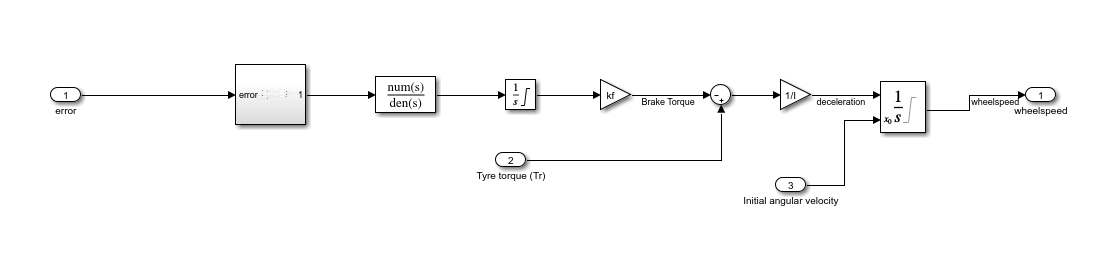 1
error
error
1
num(s)
den(s)
1
s
kf
Brake Torque
-
+
2
Tyre torque (Tr)
1/I
deceleration
3
Initial angular velocity
1
s
x₀
wheelspeed
1
wheelspeed